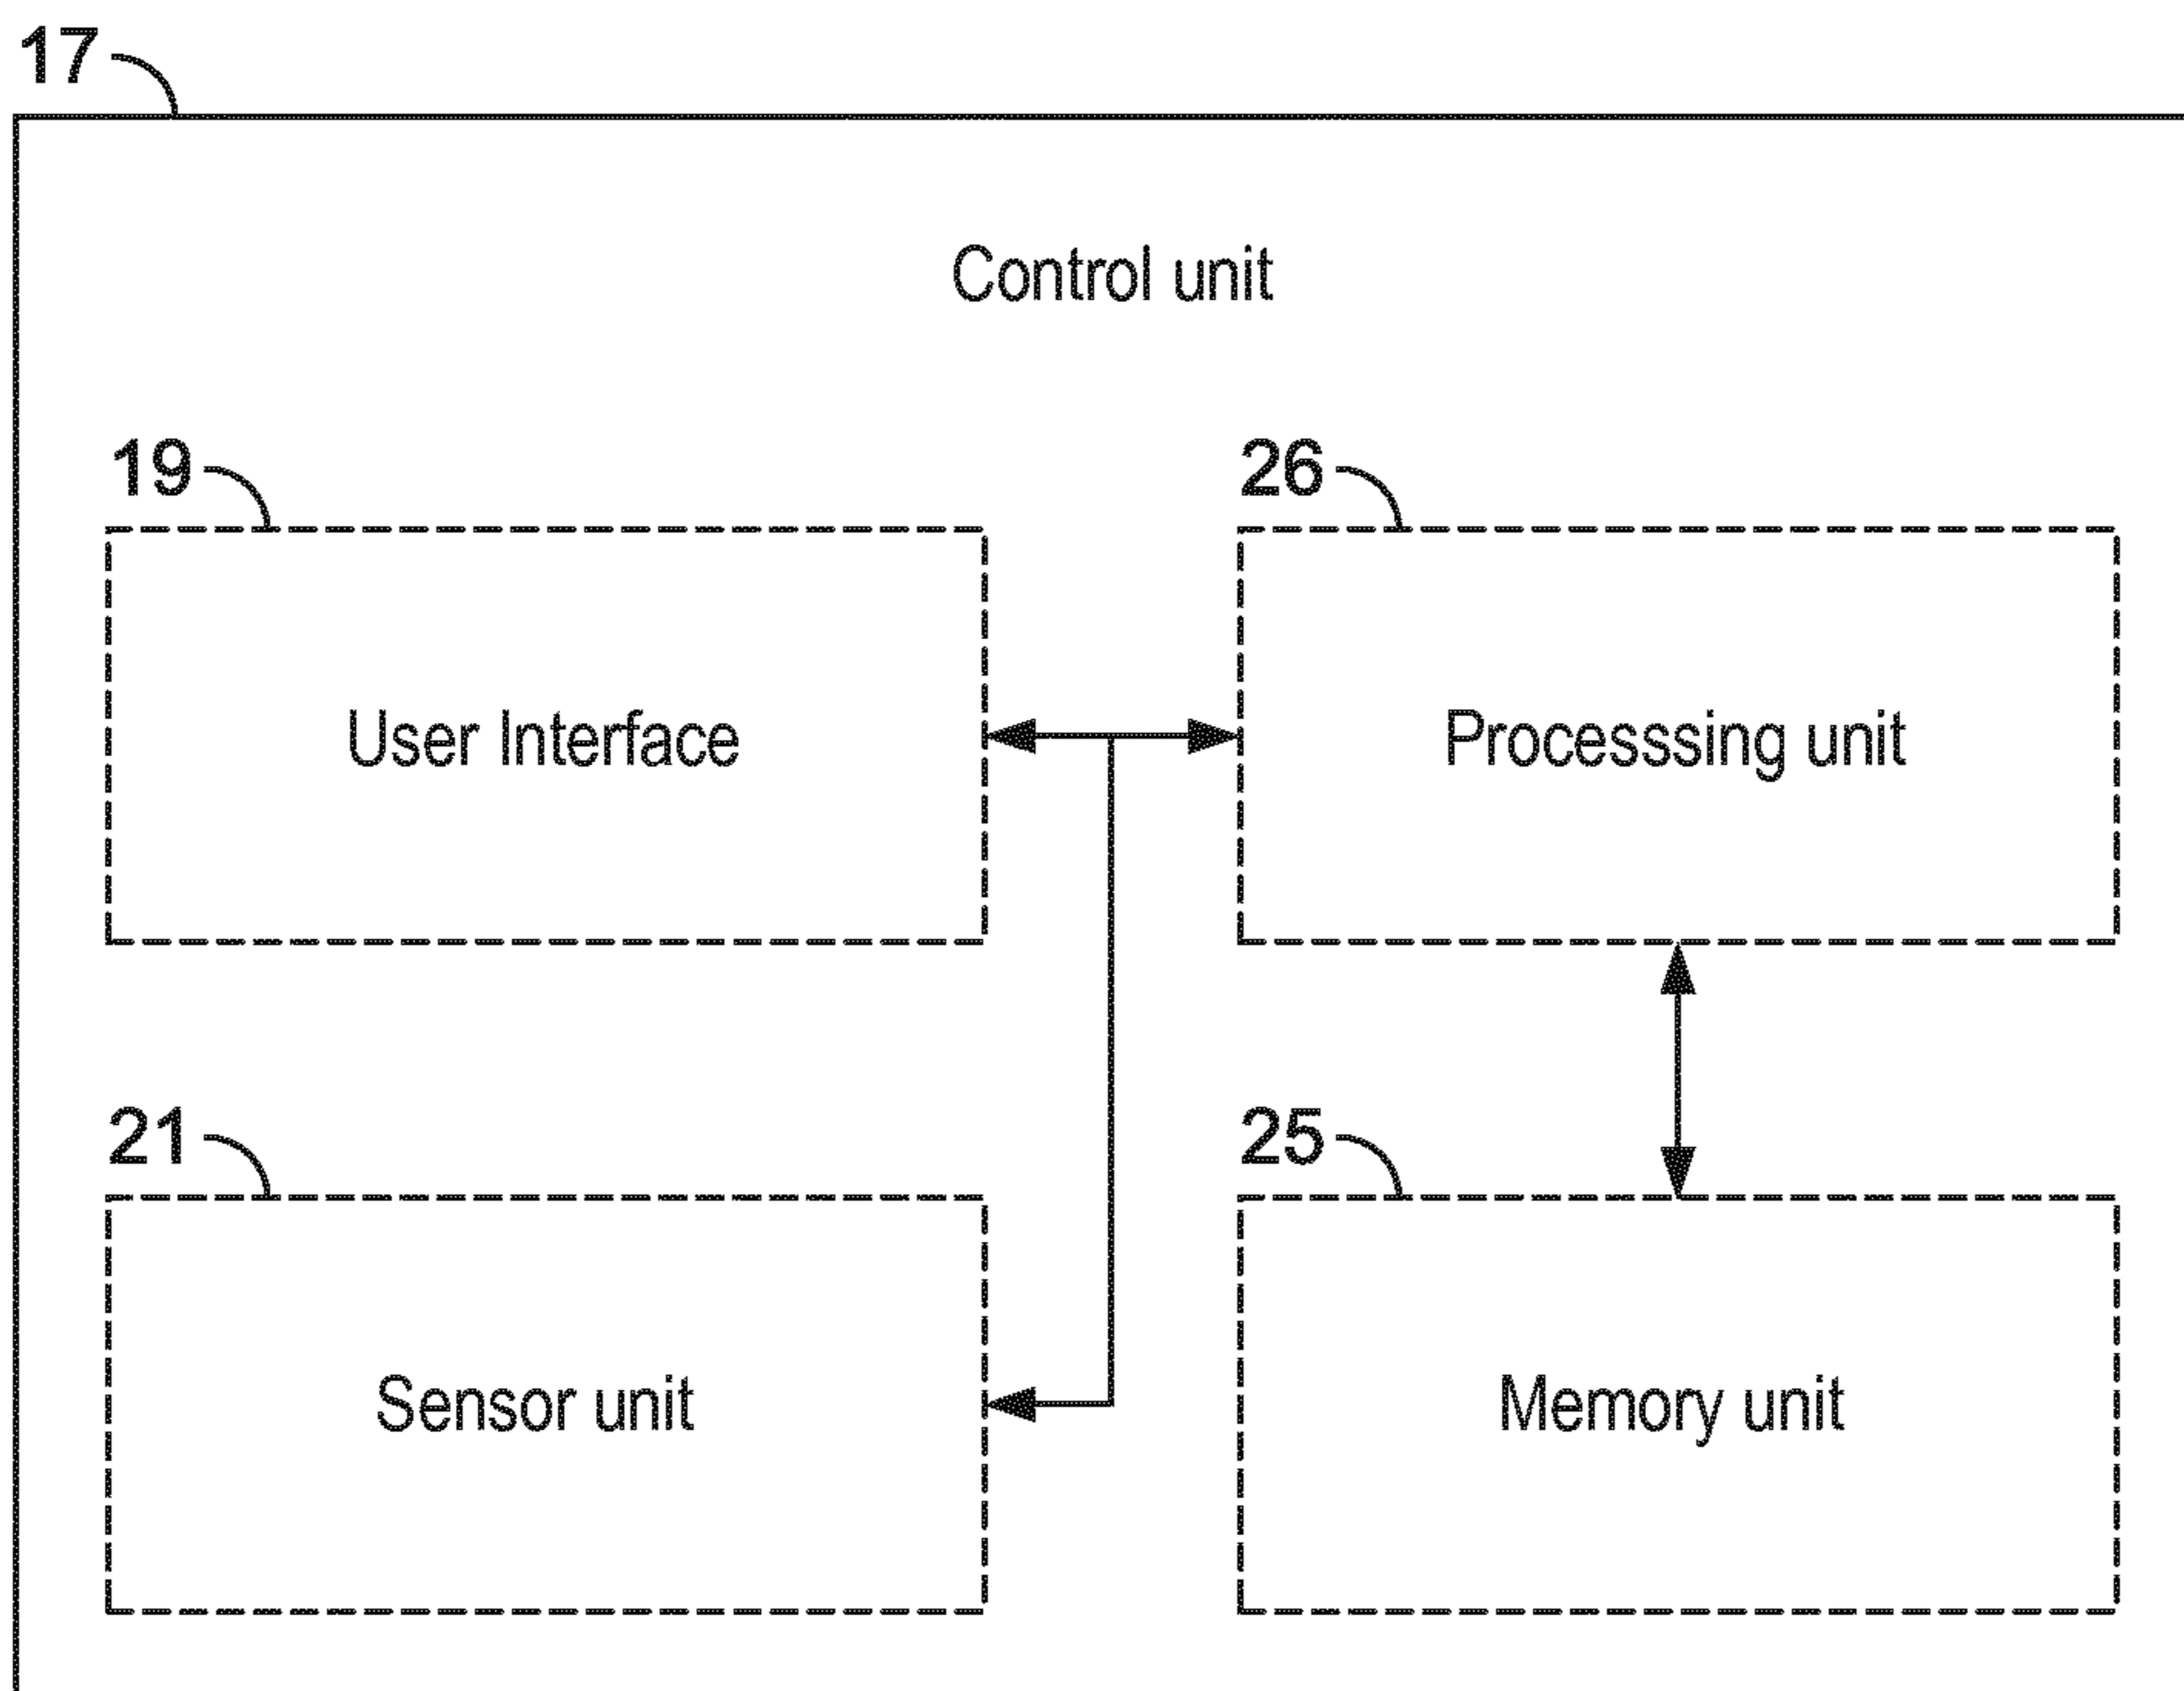 17
Control unit
19
26
User Interface
Processsing unit
21
25
Sensor unit
Memory unit